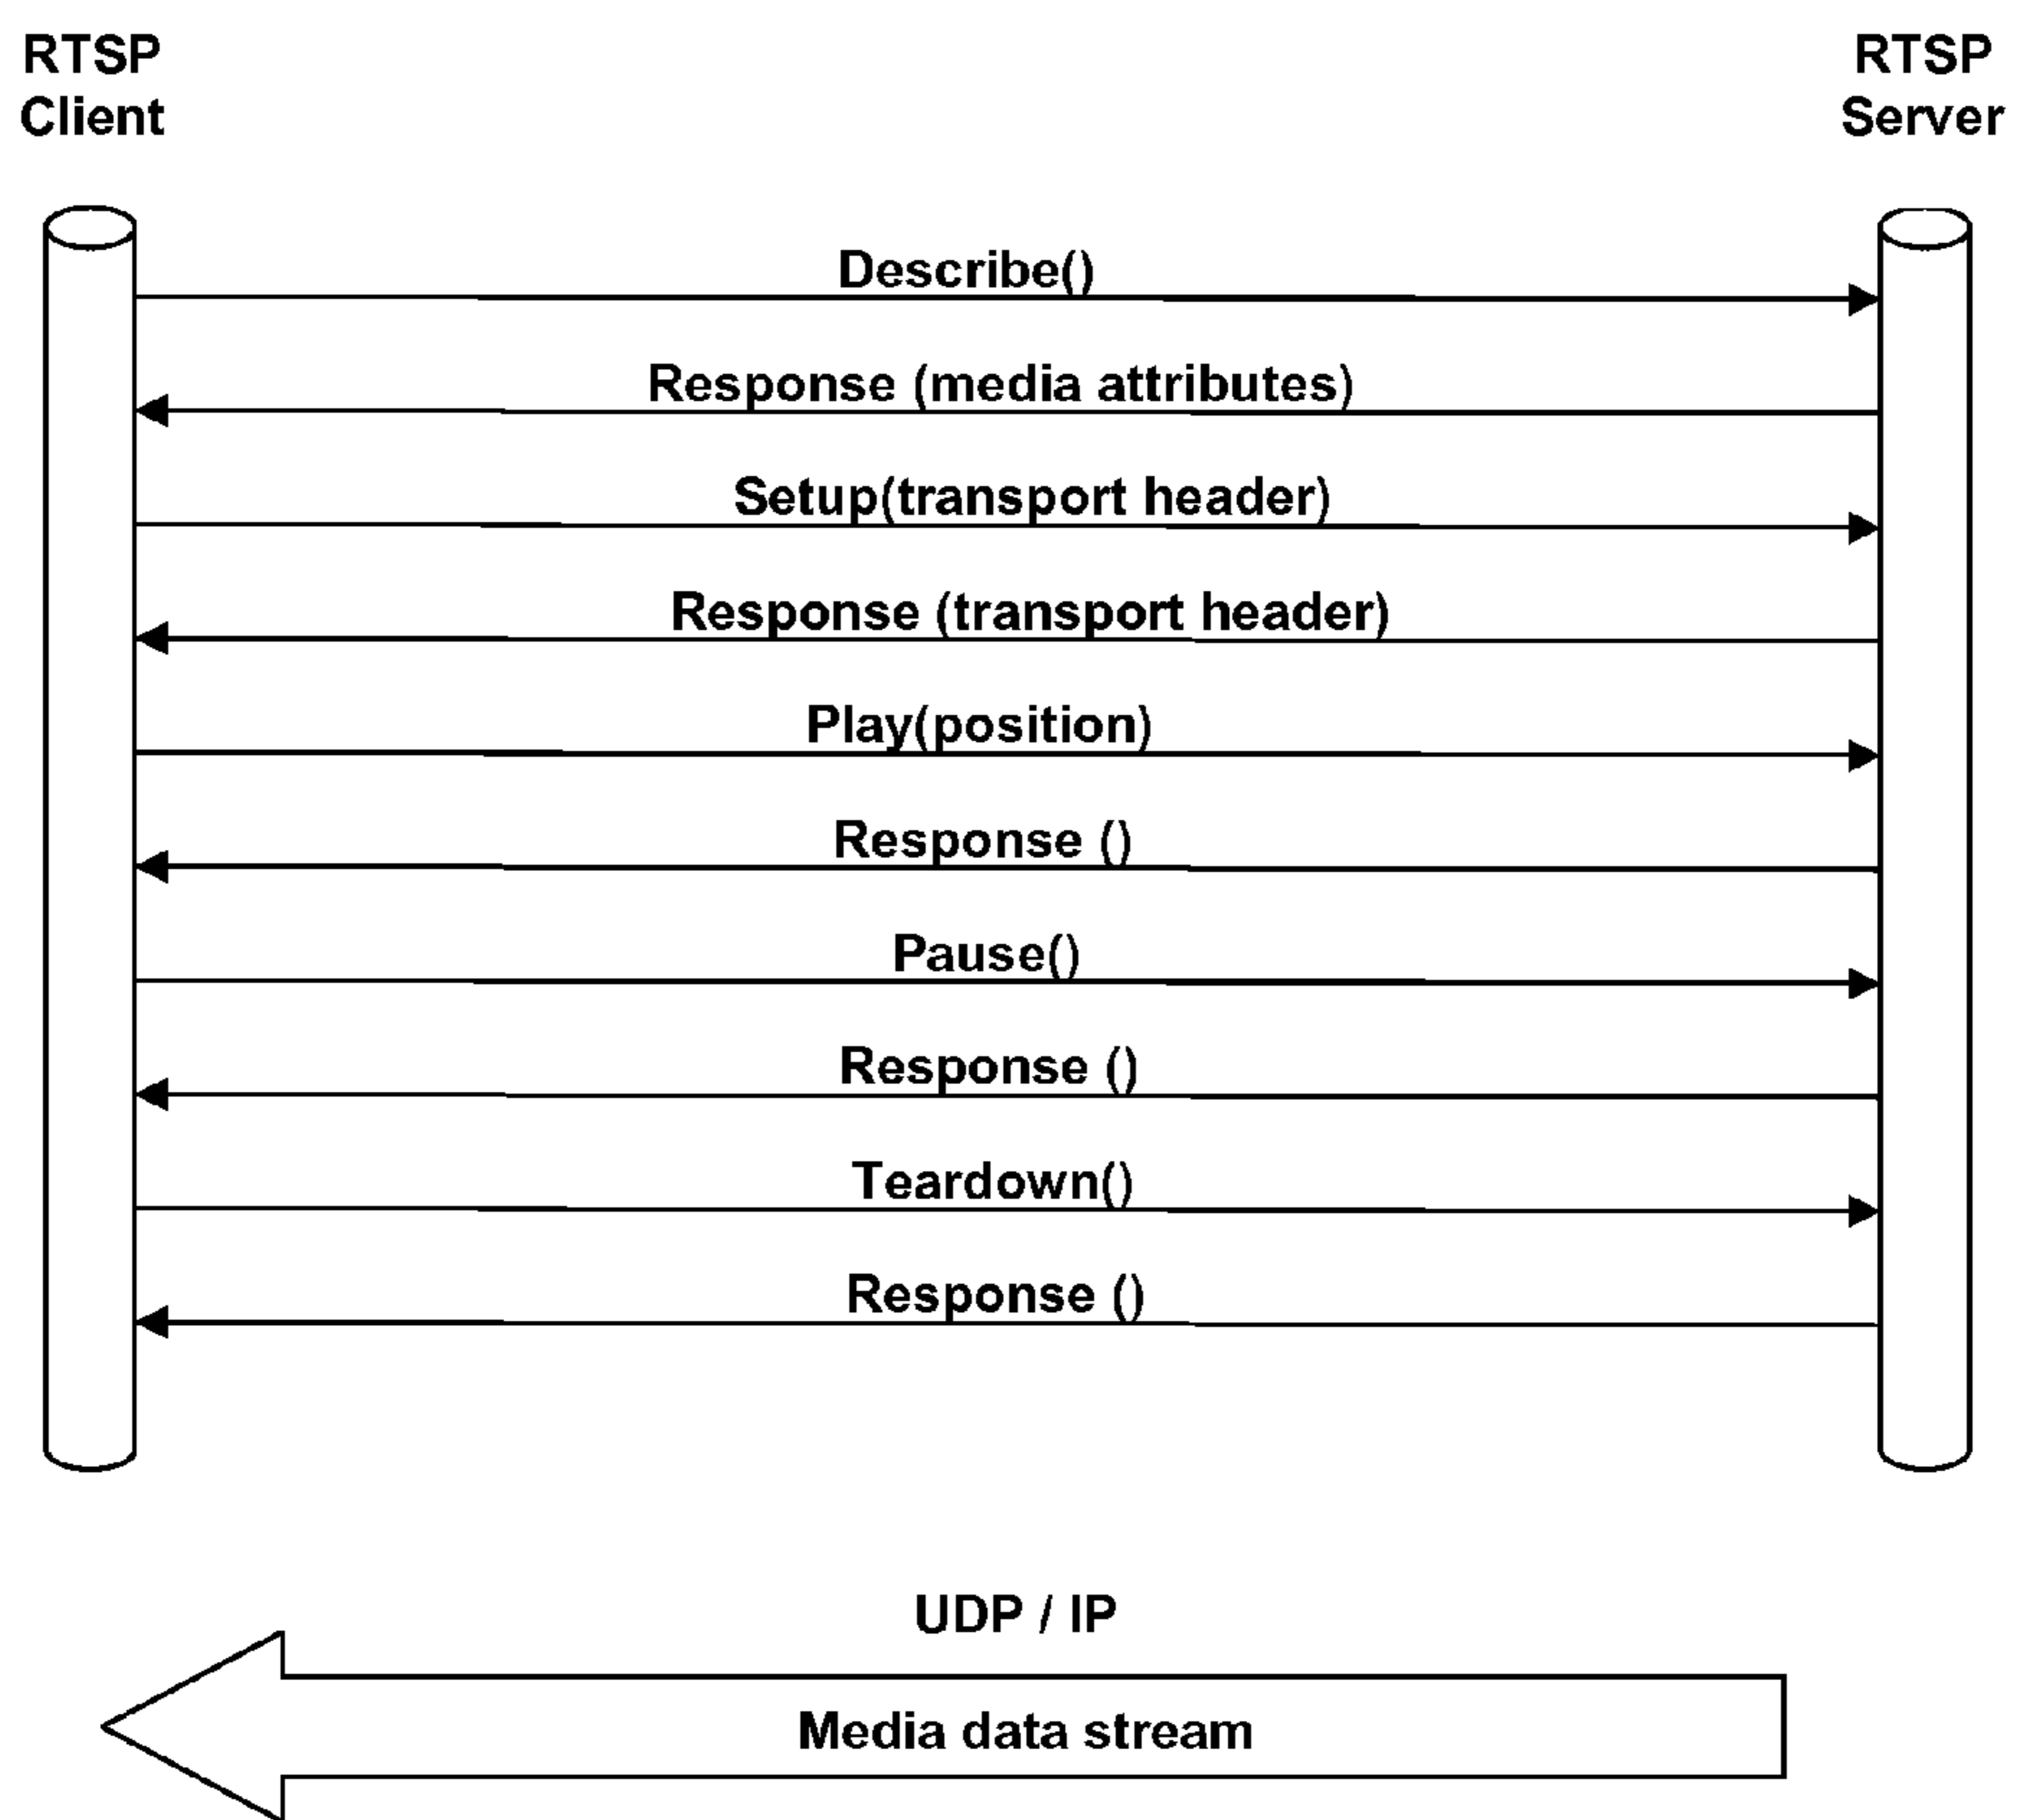 RTSP
Client
RTSP
Server
Describe()
Response (media attributes)
Setup(transport header)
Response (transport header)
Play(position)
Response ()
Pause()
Response ()
Teardown()
Response ()
UDP / IP
Media data stream